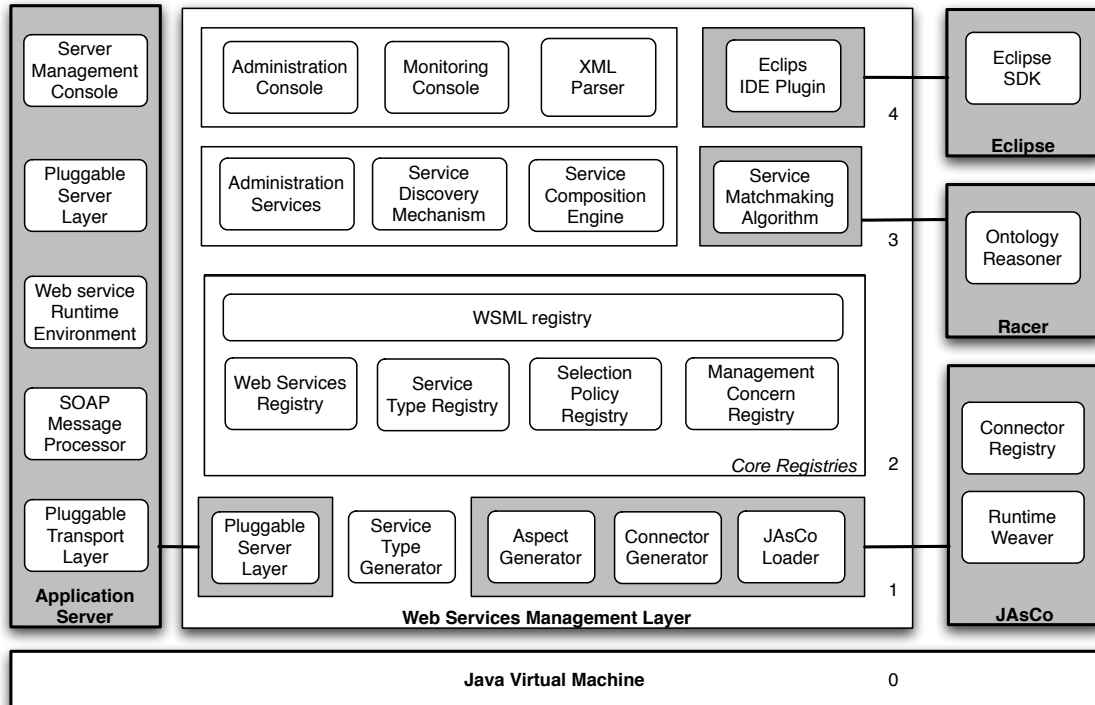 Server
Management
Console
Pluggable
Server
Layer
Web service
Runtime
Environment
SOAP
Message
Processor
Pluggable
Transport
Layer
Application
Server
Administration
Console
Monitoring
Console
XML
Parser
Eclips
IDE Plugin
4
Administration
Services
Service
Discovery
Mechanism
Service
Composition
Engine
Service
Matchmaking
Algorithm
3
WSML registry
Web Services
Registry
Service
Type Registry
Selection
Policy
Registry
Management
Concern
Registry
Core Registries
2
Pluggable
Server
Layer
Service
Type
Generator
Aspect
Generator
Connector
Generator
JAsCo
Loader
1
Web Services Management Layer
Eclipse
SDK
Eclipse
Ontology
Reasoner
Racer
Connector
Registry
Runtime
Weaver
JAsCo
Java Virtual Machine
0